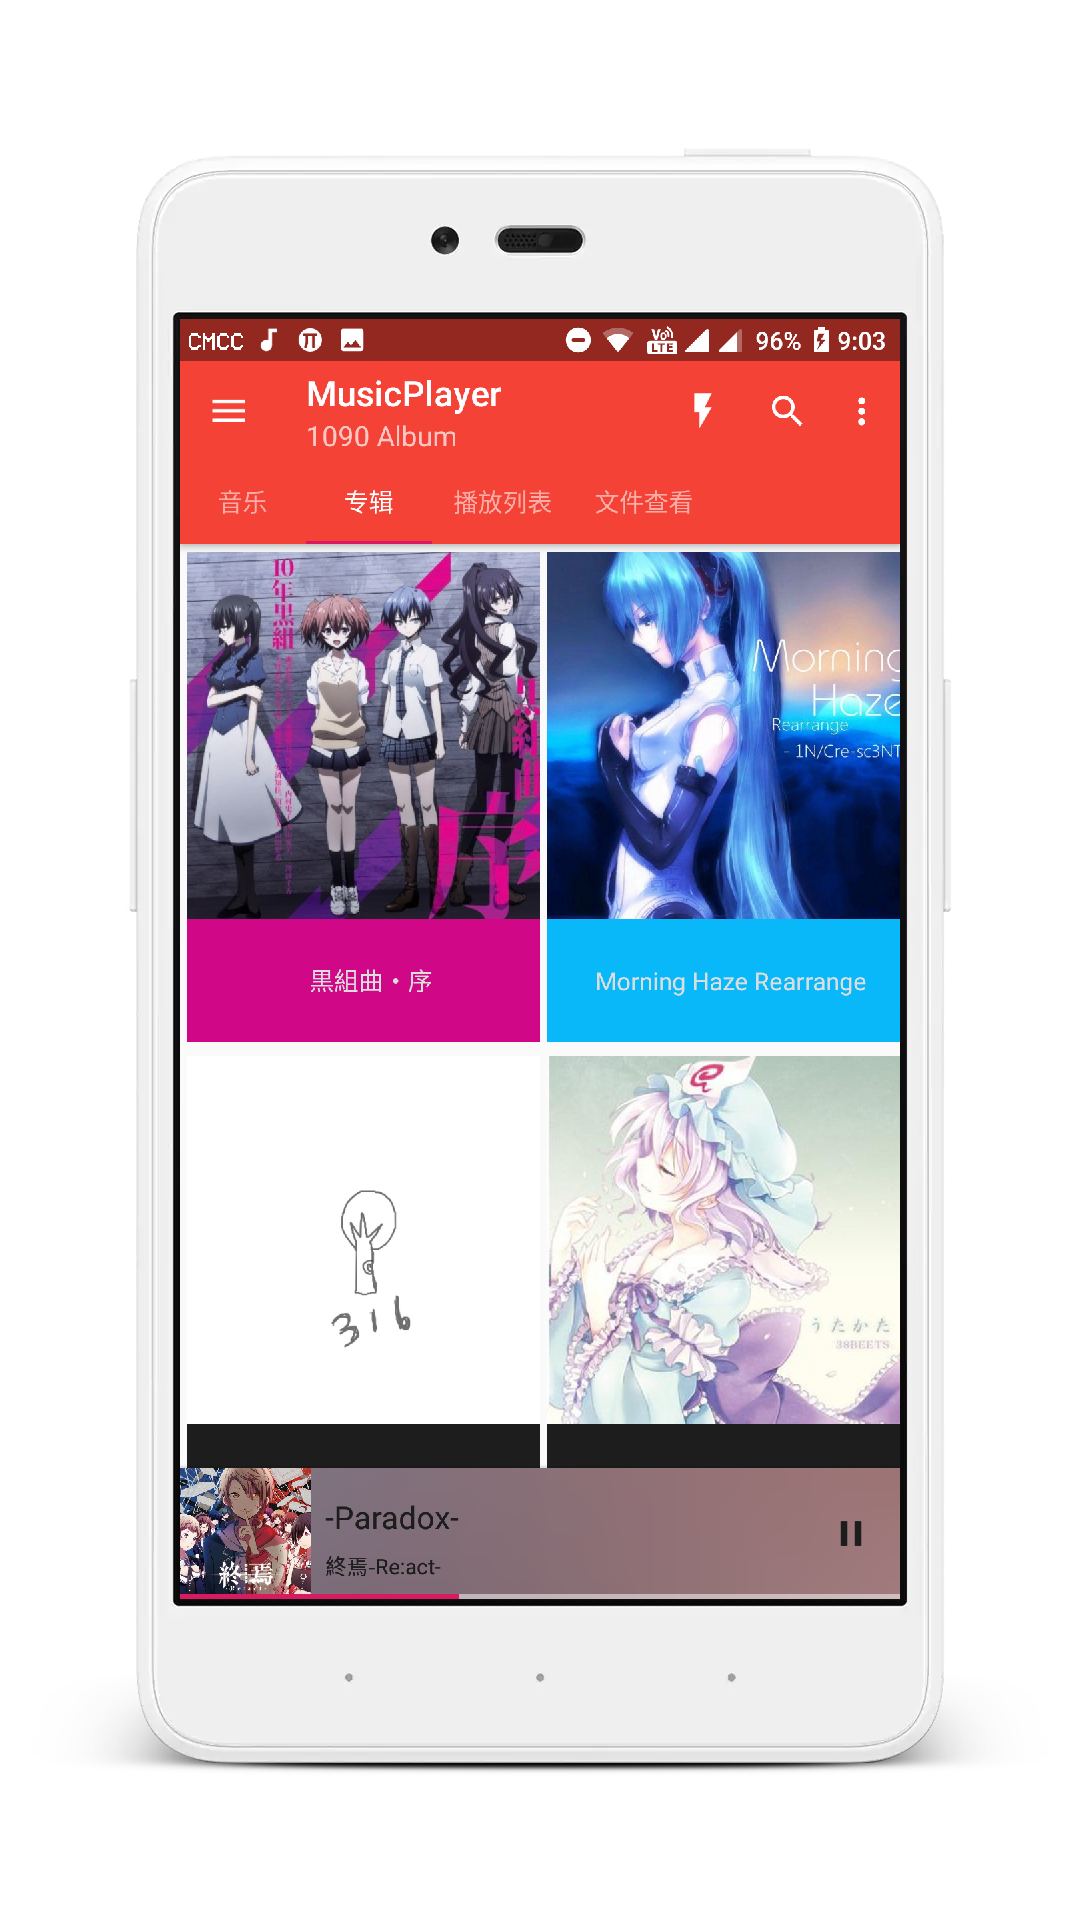 CMCC
VoLTE
96%
9:03
MusicPlayer
1090 Album
音乐
专辑
播放列表
文件查看
10年黒組
黒組曲
序
Morning
Haze
Rearrange
- 1N/Cre-sc3NT
黒組曲・序
Morning Haze Rearrange
316
うたかた
38BEETS
-Paradox-
終焉
終焉-Re:act-